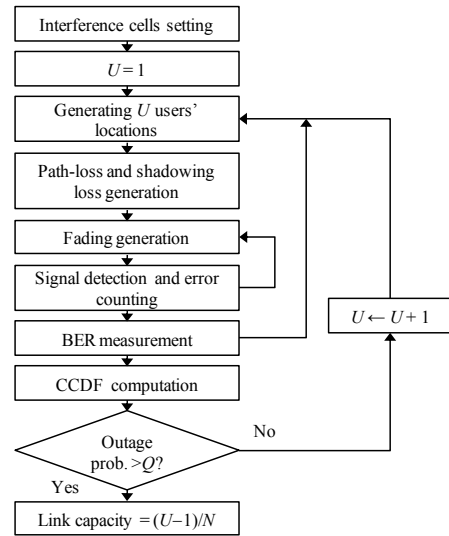 Interference cells setting
U = 1
Generating U users'
locations
Path-loss and shadowing
loss generation
Fading generation
Signal detection and error
counting
U ← U + 1
BER measurement
CCDF computation
Outage
prob. >Q?
No
Yes
Link capacity = (U−1)/N